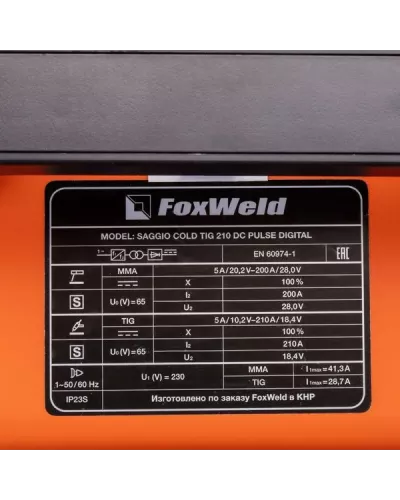 FoxWeld
MODEL: SAGGIO COLD TIG 210 DC PULSE DIGITAL
1~ EN 60974-1 EAC
MMA 5A/20,2V~200A/28,0V
X 100%
S U₀(V)=65 I₂ 200A
U₂ 28,0V
TIG 5A/10,2V~210A/18,4V
X 100%
S U₀(V)=65 I₂ 210A
U₂ 18,4V
1~50/60 Hz U₁ (V) = 230 MMA I1max =41,3A
TIG I1max =28,7A
IP23S Изготовлено по заказу FoxWeld в КНР